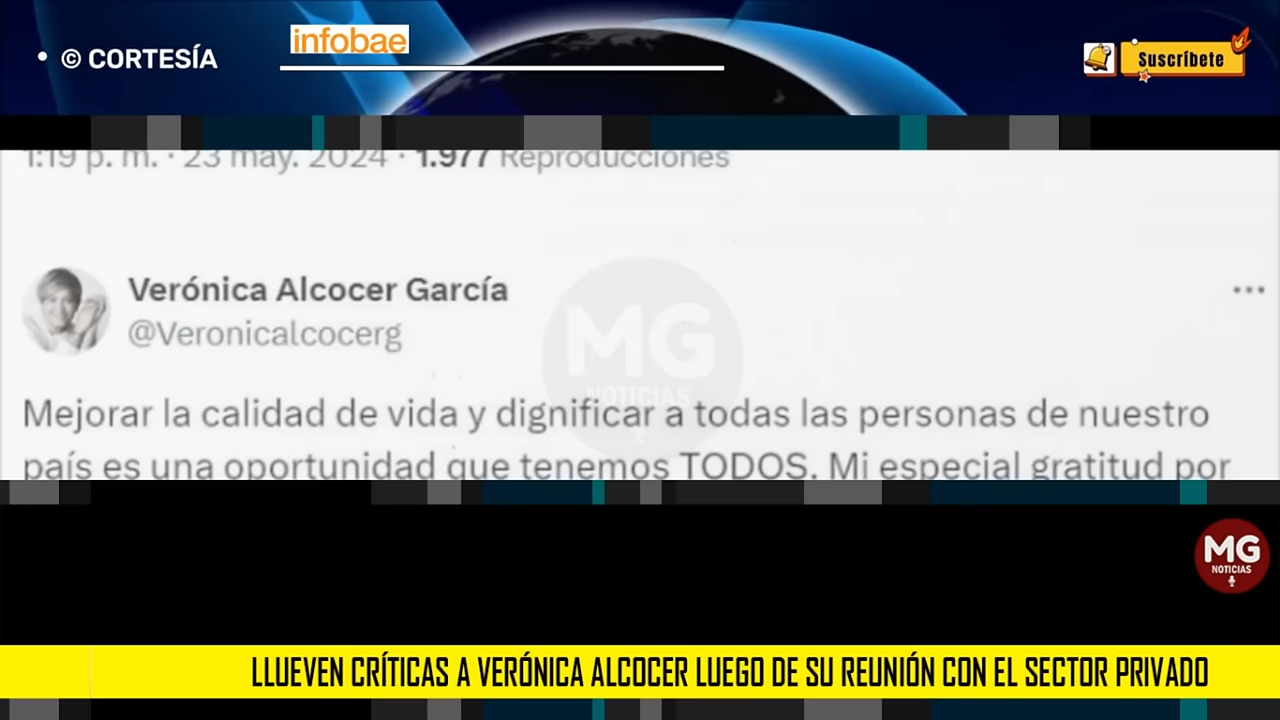 • © CORTESÍA
infobae
Suscríbete
1:19 p. m. · 23 may. 2024 · 1.977 Reproducciones
Verónica Alcocer García
@Veronicalcocerg
Mejorar la calidad de vida y dignificar a todas las personas de nuestro
país es una oportunidad que tenemos TODOS. Mi especial gratitud por
MG
NOTICIAS
MG
NOTICIAS
LLUEVEN CRÍTICAS A VERÓNICA ALCOCER LUEGO DE SU REUNIÓN CON EL SECTOR PRIVADO